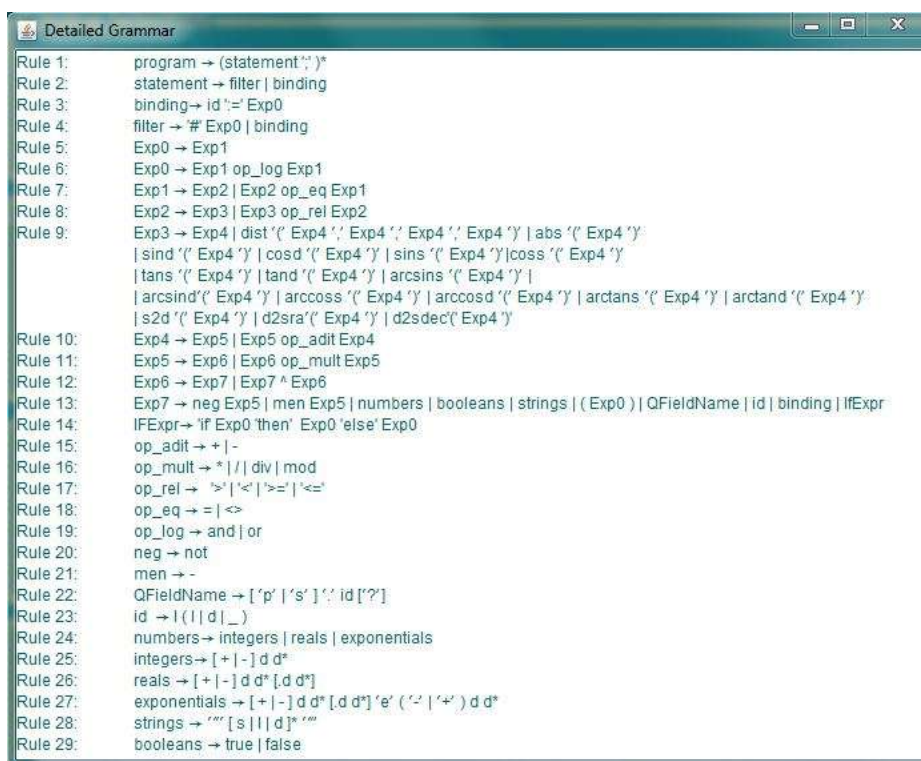 Detailed Grammar
Rule 1: program → (statement ';' )*
Rule 2: statement → filter | binding
Rule 3: binding→ id ':=' Exp0
Rule 4: filter → '#' Exp0 | binding
Rule 5: Exp0 → Exp1
Rule 6: Exp0 → Exp1 op_log Exp1
Rule 7: Exp1 → Exp2 | Exp2 op_eq Exp1
Rule 8: Exp2 → Exp3 | Exp3 op_rel Exp2
Rule 9: Exp3 → Exp4 | dist '(' Exp4 ',' Exp4 ',' Exp4 ',' Exp4 ')' | abs '(' Exp4 ')'
| sind '(' Exp4 ')' | cosd '(' Exp4 ')' | sins '(' Exp4 ')'|coss '(' Exp4 ')'
| tans '(' Exp4 ')' | tand '(' Exp4 ')' | arcsins '(' Exp4 ')' |
| arcsind'(' Exp4 ')' | arccoss '(' Exp4 ')' | arccosd '(' Exp4 ')' | arctans '(' Exp4 ')' | arctand '(' Exp4 ')'
| s2d '(' Exp4 ')' | d2sra'(' Exp4 ')' | d2sdec'(' Exp4 ')'
Rule 10: Exp4 → Exp5 | Exp5 op_adit Exp4
Rule 11: Exp5 → Exp6 | Exp6 op_mult Exp5
Rule 12: Exp6 → Exp7 | Exp7 ^ Exp6
Rule 13: Exp7 → neg Exp5 | men Exp5 | numbers | booleans | strings | ( Exp0 ) | QFieldName | id | binding | IfExpr
Rule 14: IFExpr→ 'if' Exp0 'then' Exp0 'else' Exp0
Rule 15: op_adit → + | -
Rule 16: op_mult → * | / | div | mod
Rule 17: op_rel → '>' | '<' | '>=' | '<='
Rule 18: op_eq → = | <>
Rule 19: op_log → and | or
Rule 20: neg → not
Rule 21: men → -
Rule 22: QFieldName → [ 'p' | 's' ] '.' id ['?']
Rule 23: id → l ( l | d | _ )
Rule 24: numbers→ integers | reals | exponentials
Rule 25: integers→ [ + | - ] d d*
Rule 26: reals → [ + | - ] d d* [.d d*]
Rule 27: exponentials → [ + | - ] d d* [.d d*] 'e' ( '-' | '+' ) d d*
Rule 28: strings → '"' [ s | l | d ]* '"'
Rule 29: booleans → true | false